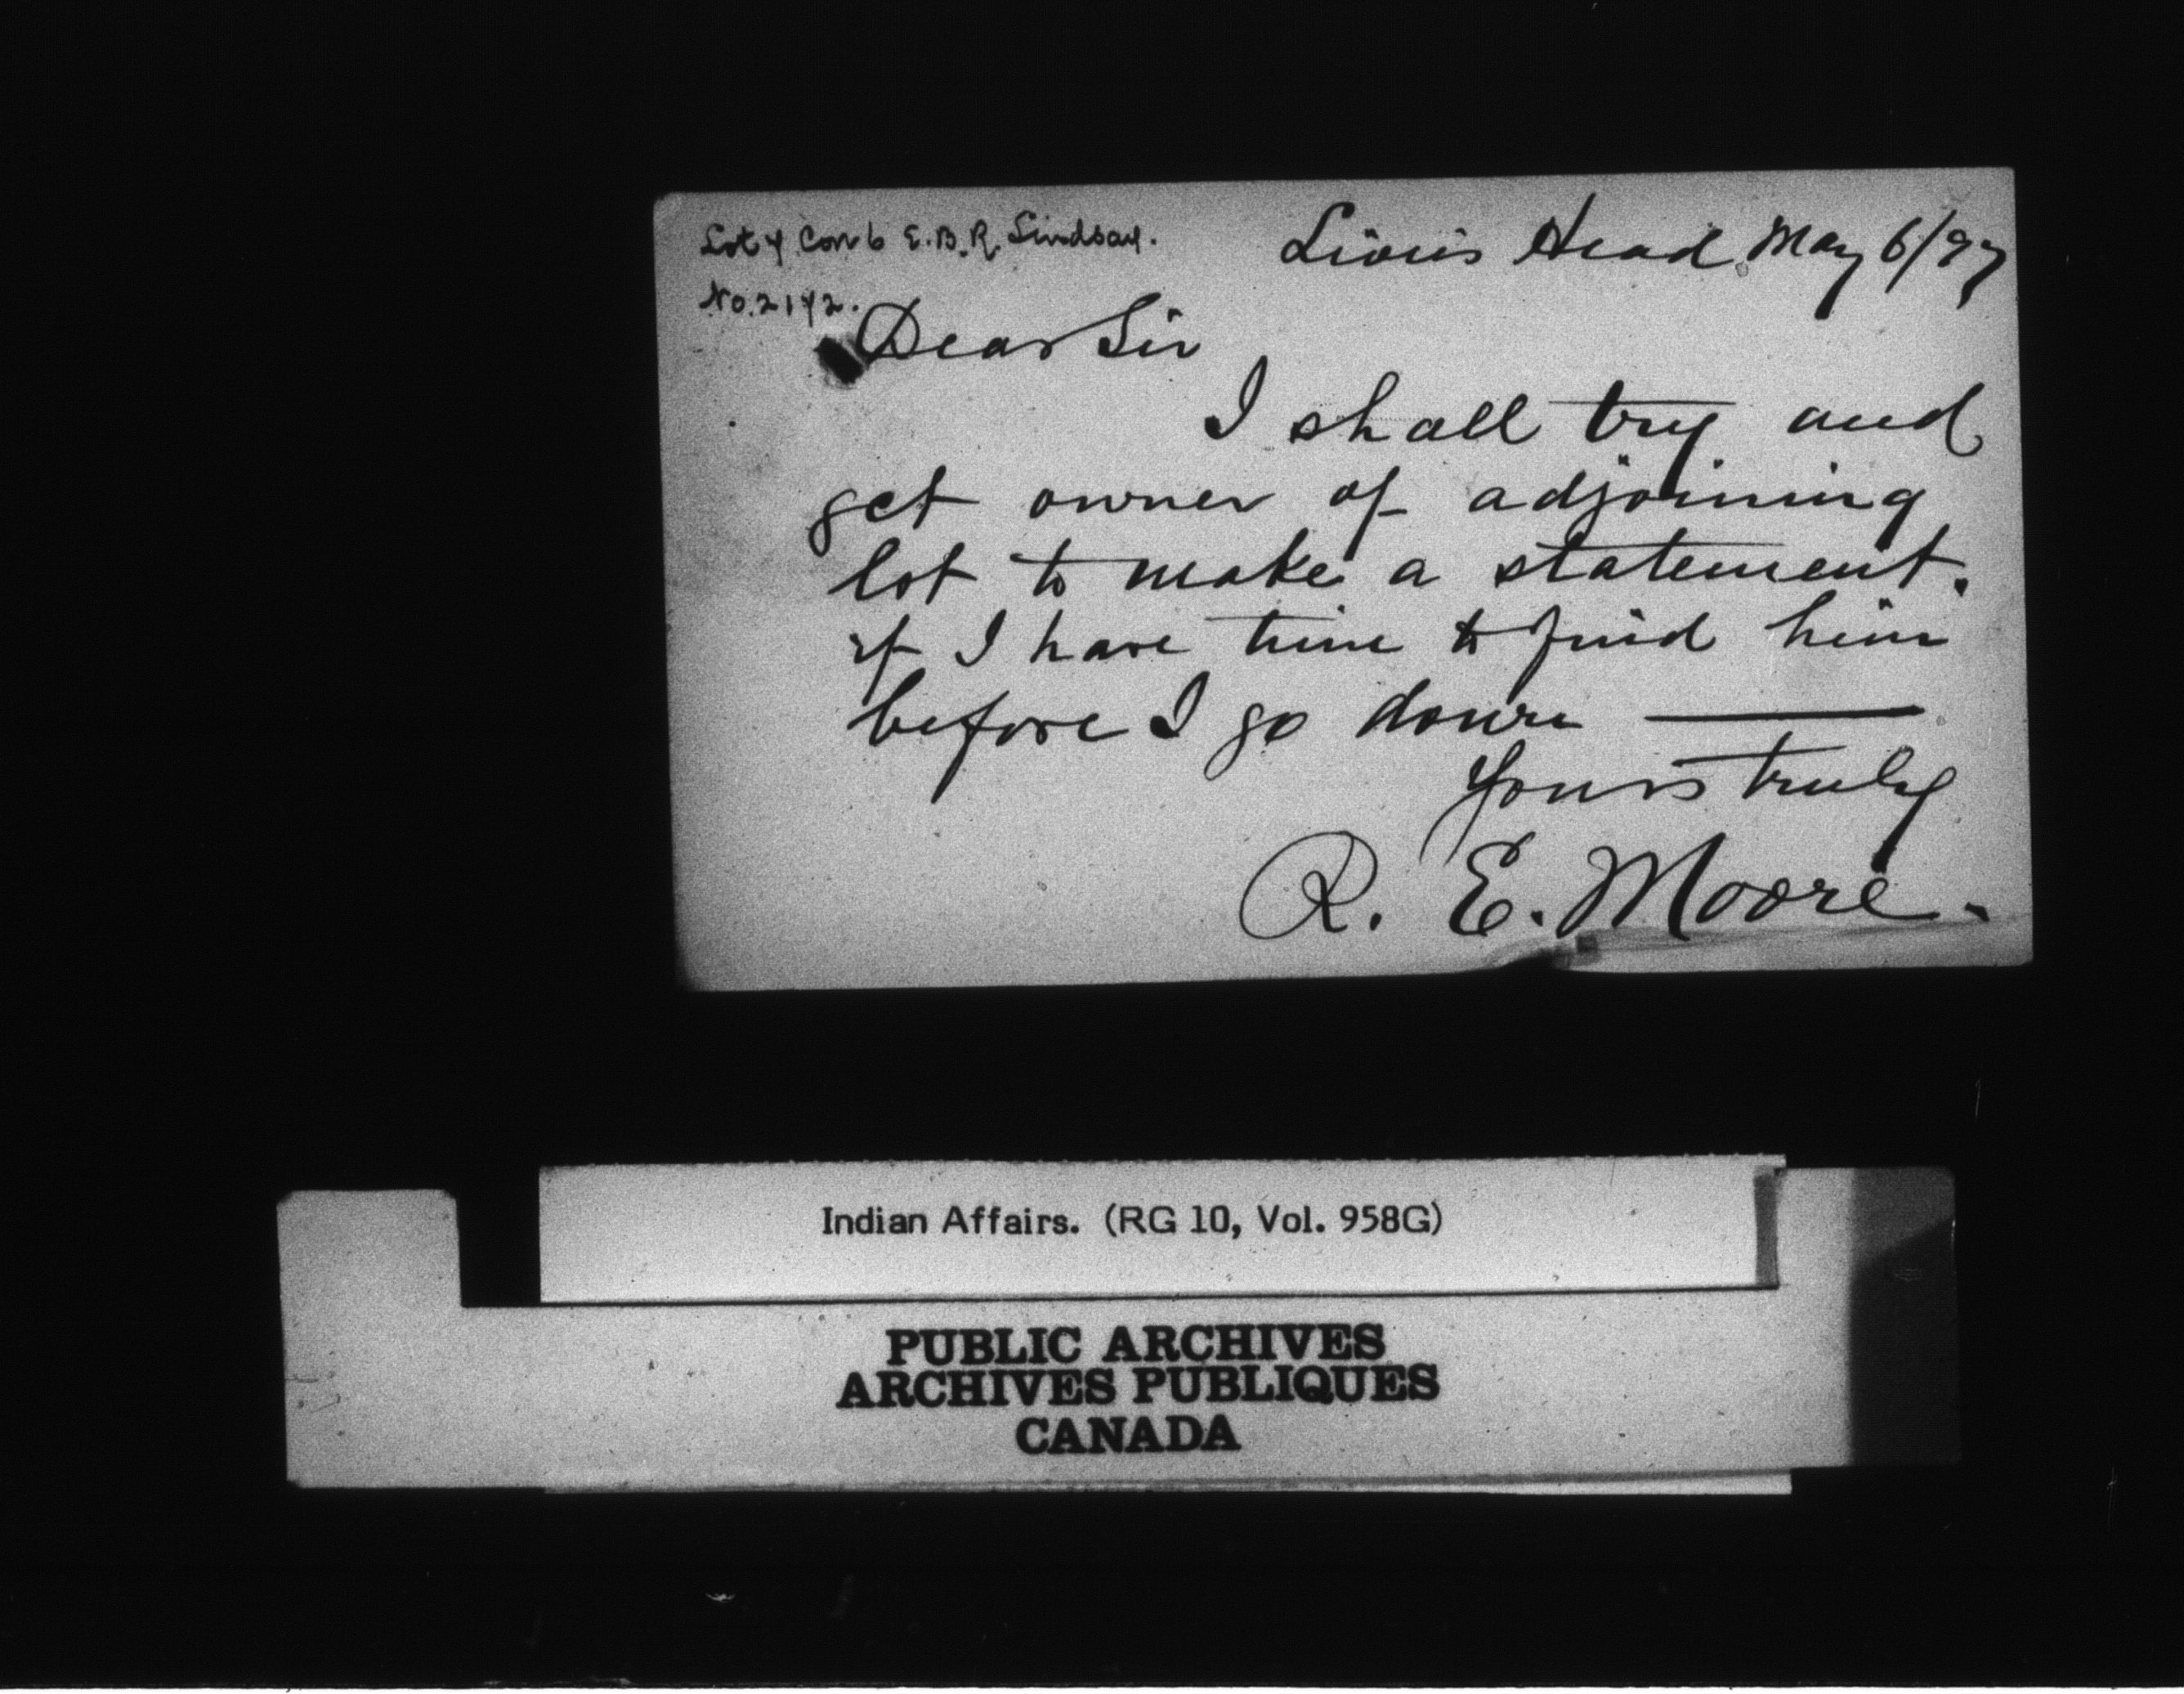 Lot 4 Con 6 E.B.R. Lindsay.
No. 2142.
Lion's Head. May 6/97
Dear Sir
I shall try and
get owner of adjoining
lot to make a statement.
if I have time to find him
before I go down ——
Yours truly
R. E. Moore.
Indian Affairs. (RG 10, Vol. 958G)
PUBLIC ARCHIVES
ARCHIVES PUBLIQUES
CANADA